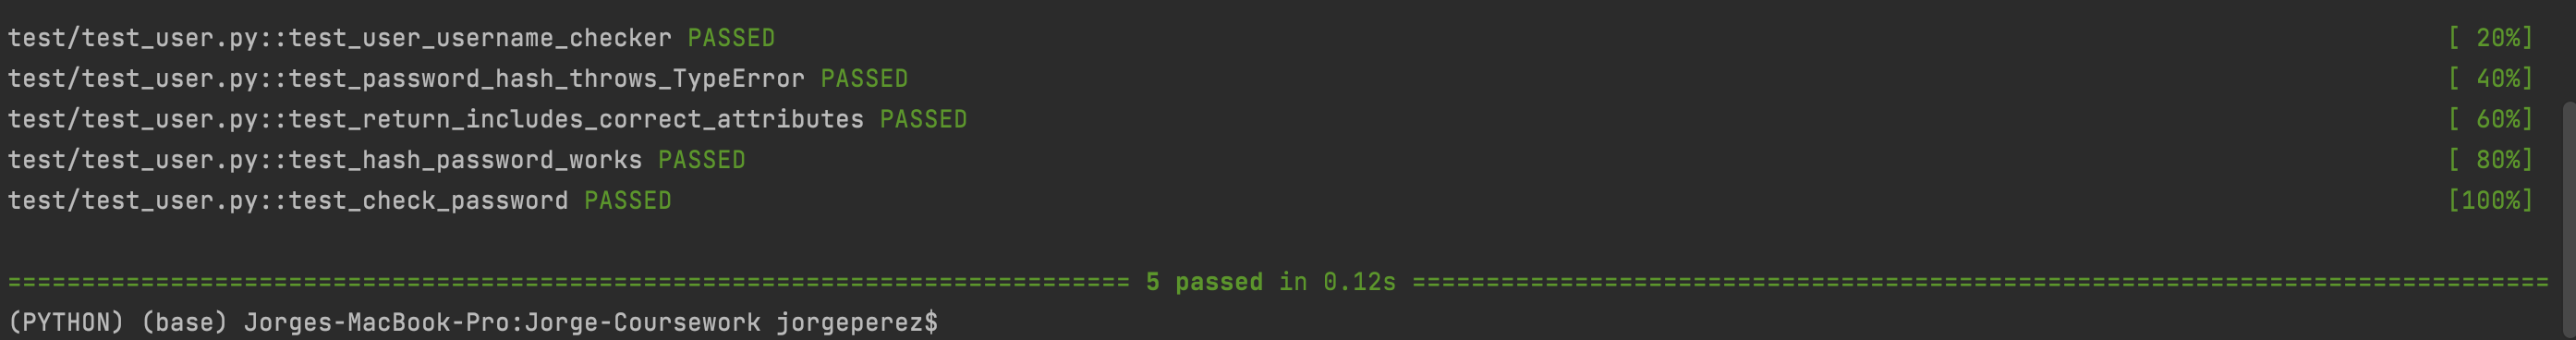 test/test_user.py::test_user_username_checker PASSED [ 20%]
test/test_user.py::test_password_hash_throws_TypeError PASSED [ 40%]
test/test_user.py::test_return_includes_correct_attributes PASSED [ 60%]
test/test_user.py::test_hash_password_works PASSED [ 80%]
test/test_user.py::test_check_password PASSED [100%]
============================================================================ 5 passed in 0.12s =============================================================================
(PYTHON) (base) Jorges-MacBook-Pro:Jorge-Coursework jorgeperez$